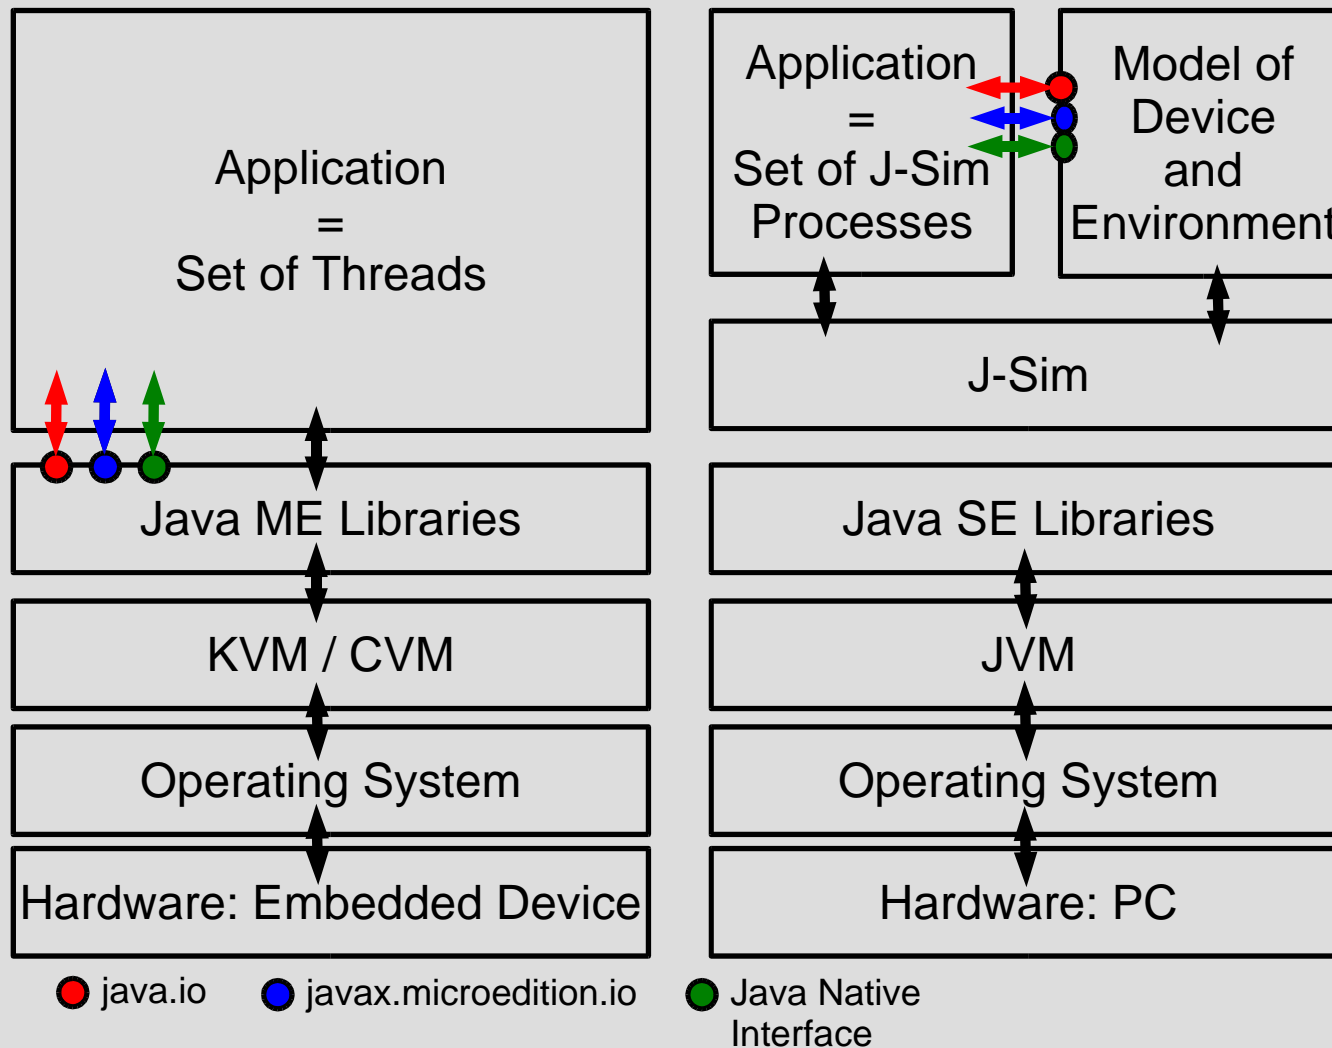 Application
=
Set of Threads
Java ME Libraries
KVM / CVM
Operating System
Hardware: Embedded Device
Application
=
Set of J-Sim
Processes
Model of
Device
and
Environment
J-Sim
Java SE Libraries
JVM
Operating System
Hardware: PC
java.io
javax.microedition.io
Java Native
Interface